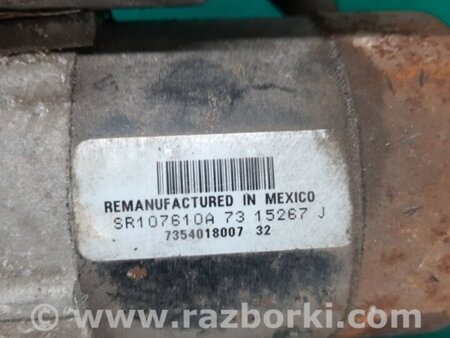 REMANUFACTURED IN MEXICO
SR107610A 73 15267 J
7354018007 32
www.razborki.com